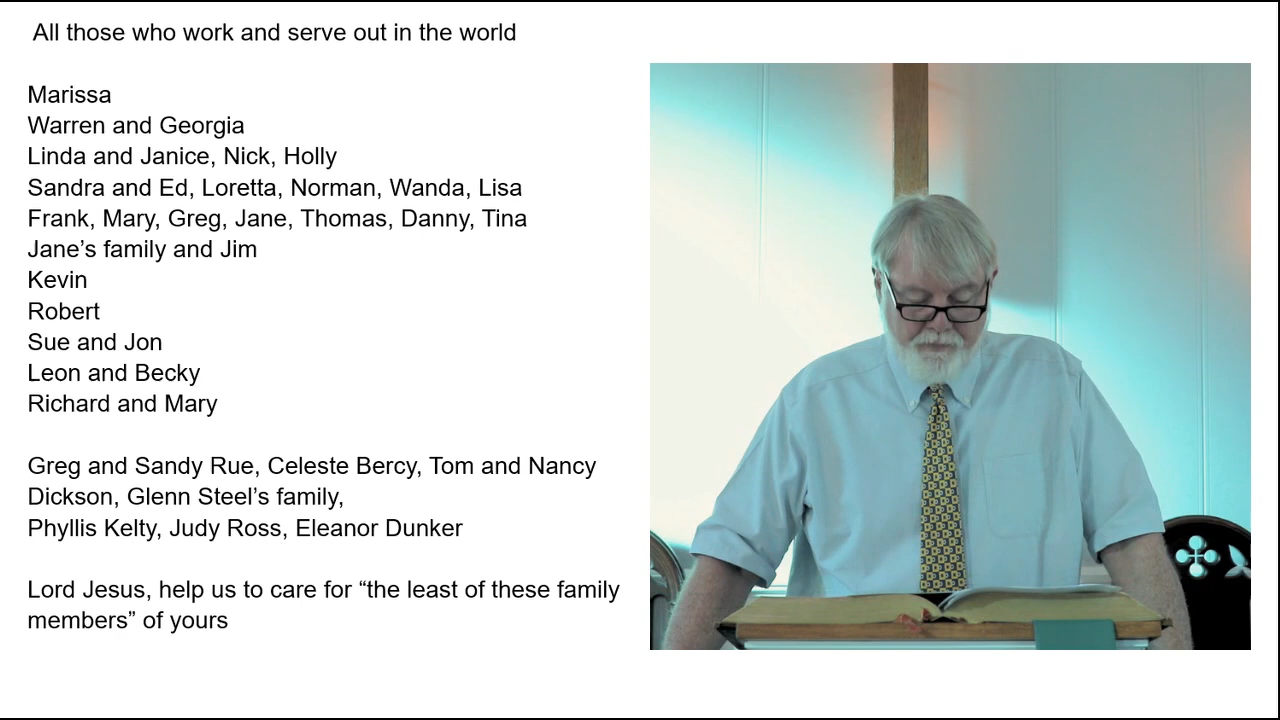 All those who work and serve out in the world
Marissa
Warren and Georgia
Linda and Janice, Nick, Holly
Sandra and Ed, Loretta, Norman, Wanda, Lisa
Frank, Mary, Greg, Jane, Thomas, Danny, Tina
Jane’s family and Jim
Kevin
Robert
Sue and Jon
Leon and Becky
Richard and Mary
Greg and Sandy Rue, Celeste Bercy, Tom and Nancy
Dickson, Glenn Steel’s family,
Phyllis Kelty, Judy Ross, Eleanor Dunker
Lord Jesus, help us to care for “the least of these family
members” of yours